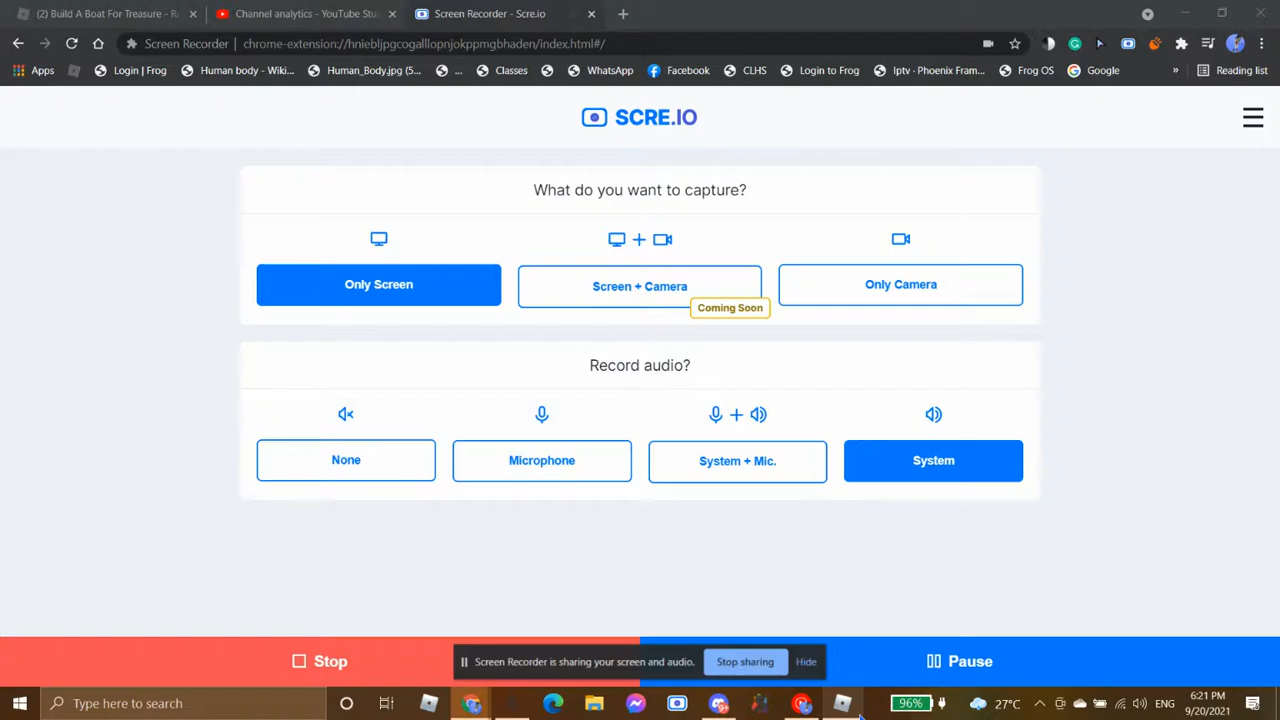 (2) Build A Boat For Treasure - Ro
Channel analytics - YouTube Stud
Screen Recorder - Scre.io
Screen Recorder | chrome-extension://hniebljpgcogalllopnjokppmgbhaden/index.html#/
Apps
Login | Frog
Human body - Wiki...
Human_Body.jpg (5...
...
Classes
WhatsApp
Facebook
CLHS
Login to Frog
Iptv · Phoenix Fram...
Frog OS
Google
»
Reading list
SCRE.IO
What do you want to capture?
Only Screen
Screen + Camera
Only Camera
Coming Soon
Record audio?
None
Microphone
System + Mic.
System
Stop
Screen Recorder is sharing your screen and audio.
Stop sharing
Hide
Pause
Type here to search
96%
27°C
ENG
6:21 PM
9/20/2021